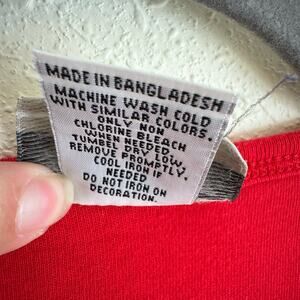 MADE IN BANGLADESH
MACHINE WASH COLD
WITH SIMILAR COLORS.
ONLY NON
CHLORINE BLEACH
WHEN NEEDED
TUMBEL DRY LOW
REMOVE PROMPTLY.
COOL IRON IF
NEEDED
DO NOT IRON ON
DECORATION.